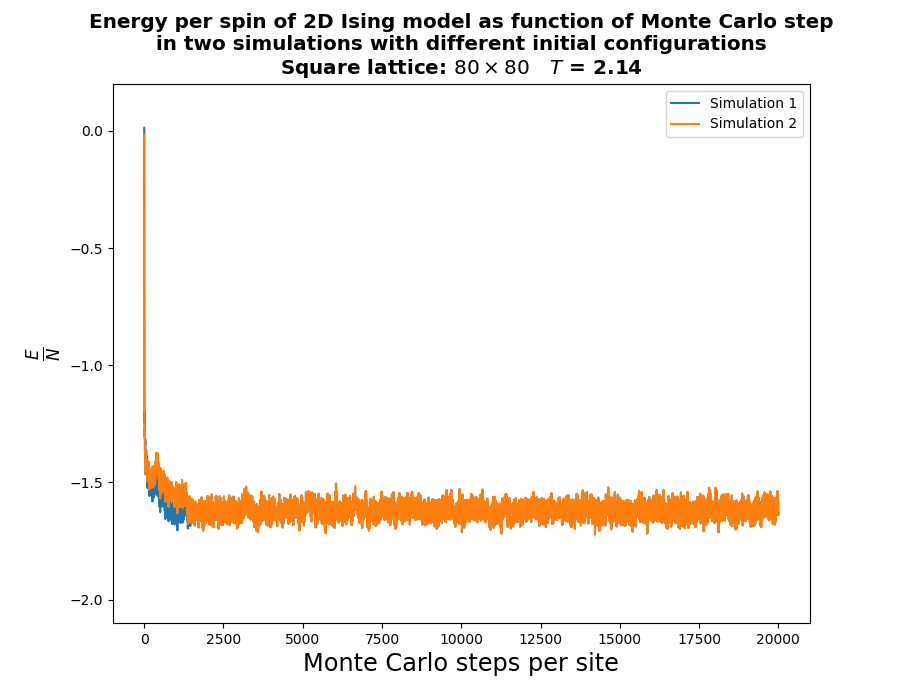 Energy per spin of 2D Ising model as function of Monte Carlo step
in two simulations with different initial configurations
Square lattice: 80 × 80 T = 2.14
Simulation 1
Simulation 2
0.0
−0.5
−1.0
−1.5
−2.0
E
N
0 2500 5000 7500 10000 12500 15000 17500 20000
Monte Carlo steps per site